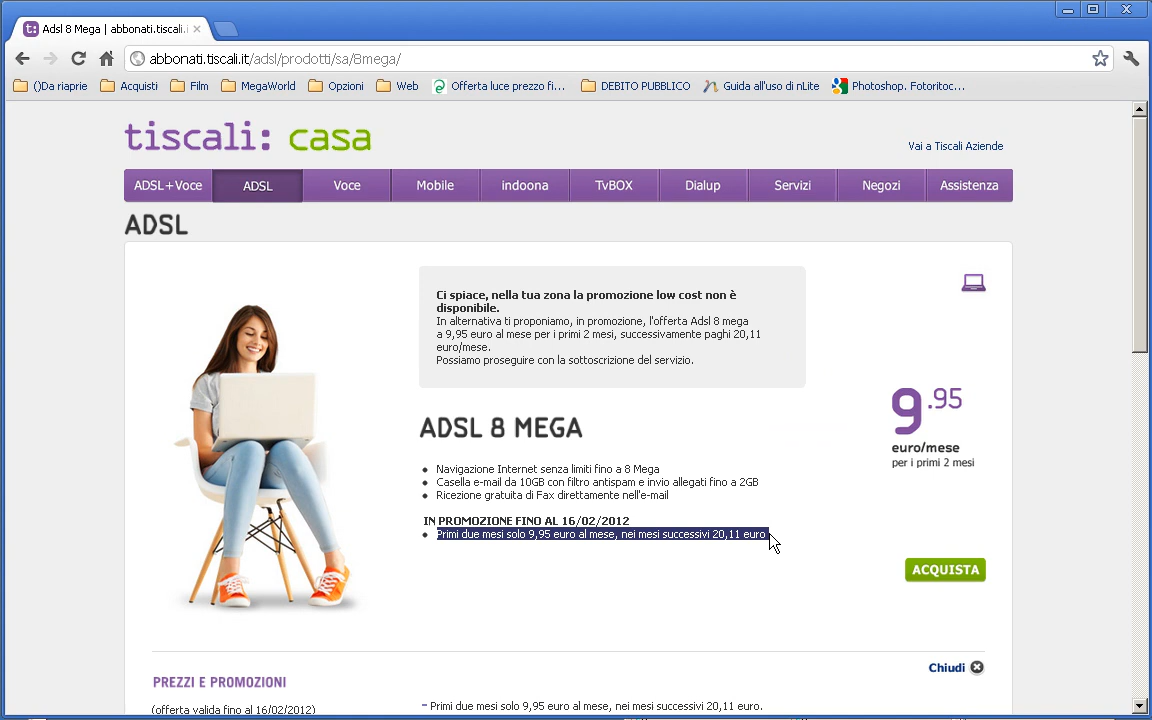 Adsl 8 Mega | abbonati.tiscali.i
abbonati.tiscali.it/adsl/prodotti/sa/8mega/
()Da riaprie Acquisti Film MegaWorld Opzioni Web Offerta luce prezzo fi... DEBITO PUBBLICO Guida all'uso di nLite Photoshop. Fotoritoc...
tiscali: casa
Vai a Tiscali Aziende
ADSL+Voce ADSL Voce Mobile indoona TvBOX Dialup Servizi Negozi Assistenza
ADSL
Ci spiace, nella tua zona la promozione low cost non è
disponibile.
In alternativa ti proponiamo, in promozione, l'offerta Adsl 8 mega
a 9,95 euro al mese per i primi 2 mesi, successivamente paghi 20,11
euro/mese.
Possiamo proseguire con la sottoscrizione del servizio.
9.95
euro/mese
per i primi 2 mesi
ADSL 8 MEGA
Navigazione Internet senza limiti fino a 8 Mega
Casella e-mail da 10GB con filtro antispam e invio allegati fino a 2GB
Ricezione gratuita di Fax direttamente nell'e-mail
IN PROMOZIONE FINO AL 16/02/2012
Primi due mesi solo 9,95 euro al mese, nei mesi successivi 20,11 euro
ACQUISTA
Chiudi
PREZZI E PROMOZIONI
(offerta valida fino al 16/02/2012)
- Primi due mesi solo 9,95 euro al mese, nei mesi successivi 20,11 euro.